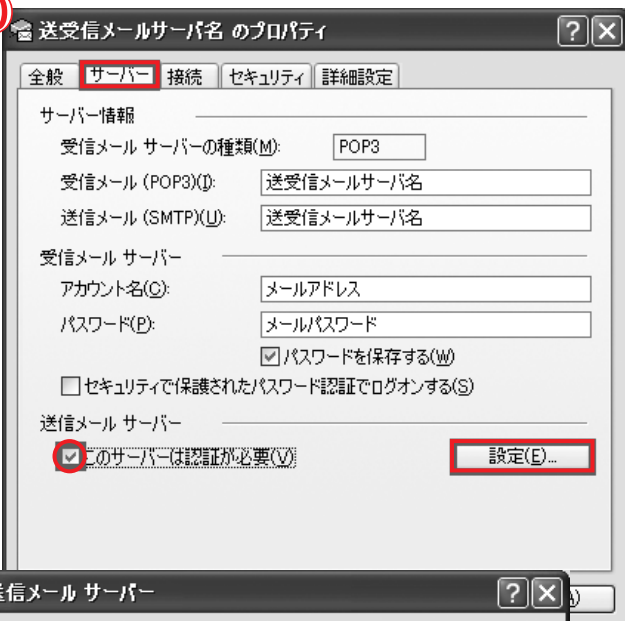 送受信メールサーバ名 のプロパティ
全般 サーバー 接続 セキュリティ 詳細設定
サーバー情報
受信メール サーバーの種類(M): POP3
受信メール (POP3)(I): 送受信メールサーバ名
送信メール (SMTP)(U): 送受信メールサーバ名
受信メール サーバー
アカウント名(C): メールアドレス
パスワード(P): メールパスワード
パスワードを保存する(W)
セキュリティで保護されたパスワード認証でログオンする(S)
送信メール サーバー
このサーバーは認証が必要(V) 設定(E)...
信メール サーバー